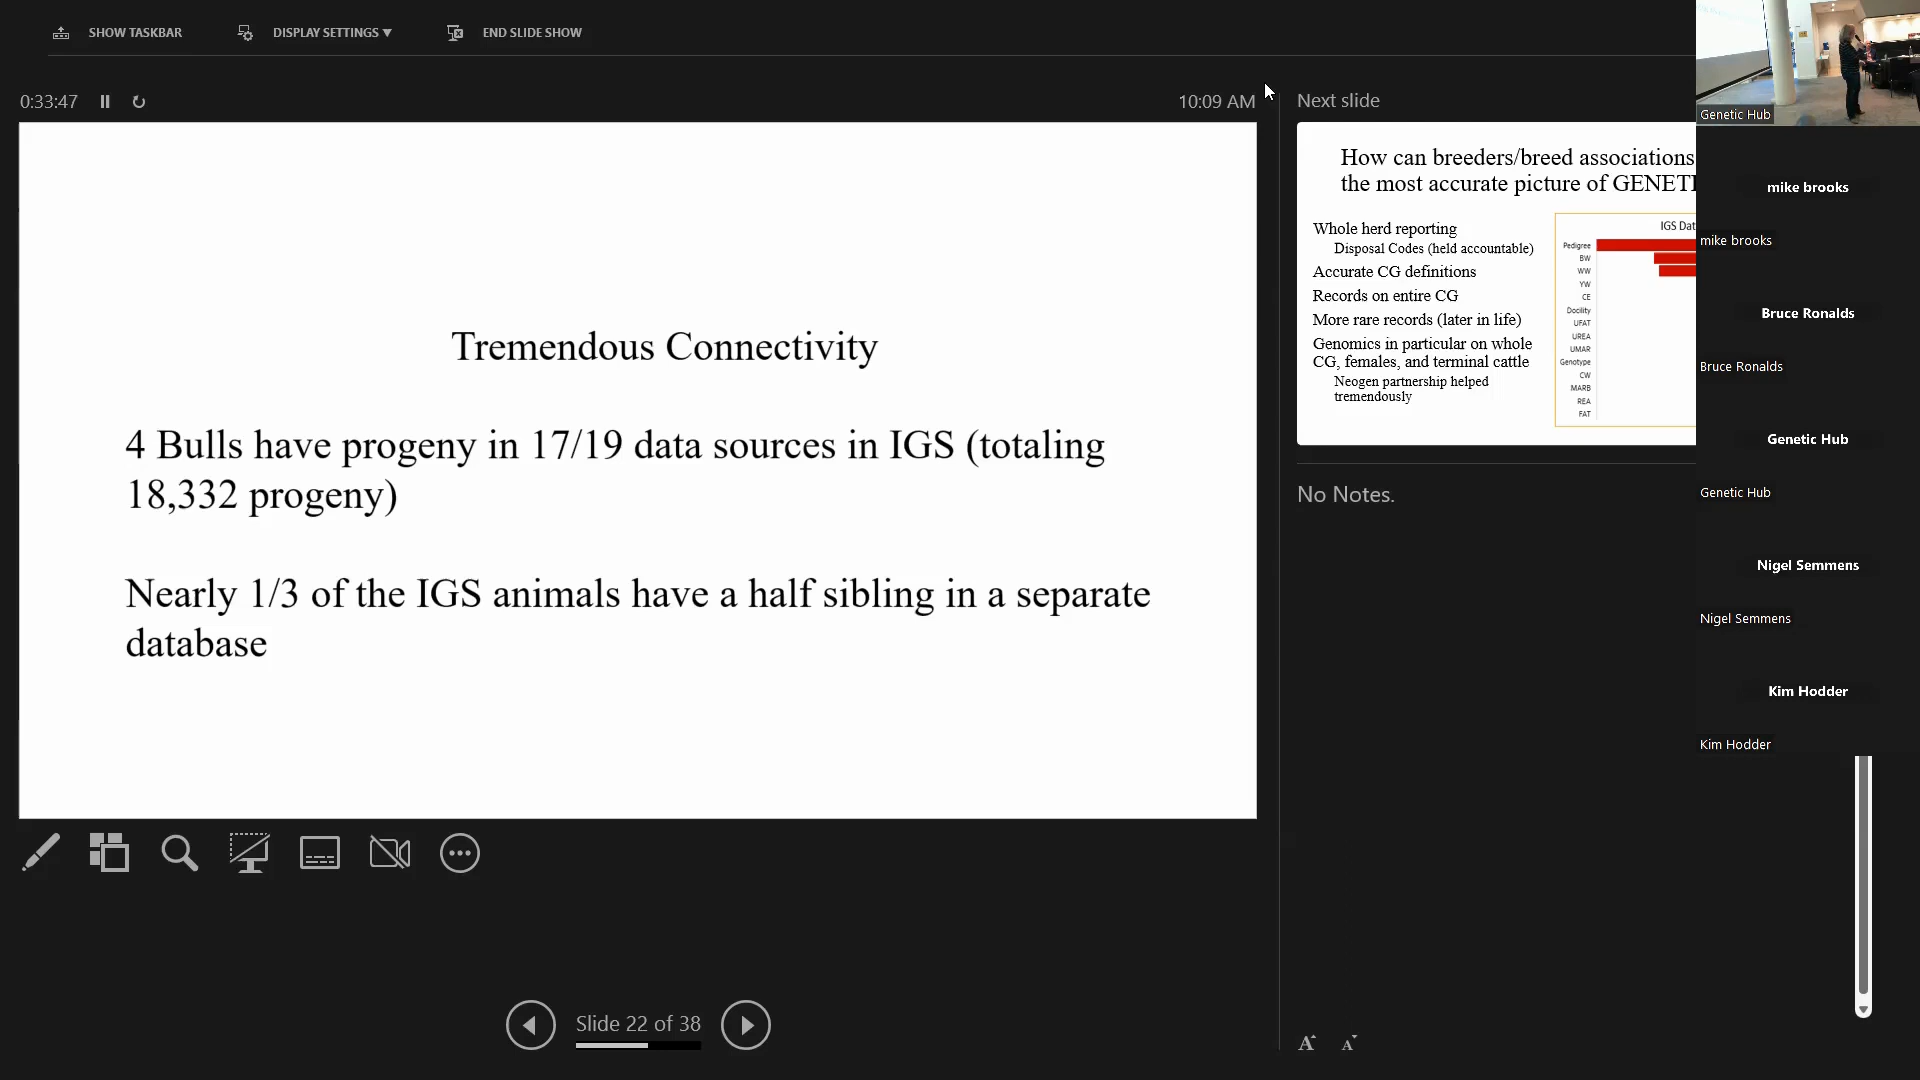 SHOW TASKBAR
DISPLAY SETTINGS ▼
END SLIDE SHOW
0:33:47
10:09 AM
Tremendous Connectivity
4 Bulls have progeny in 17/19 data sources in IGS (totaling
18,332 progeny)
Nearly 1/3 of the IGS animals have a half sibling in a separate
database
Slide 22 of 38
Next slide
How can breeders/breed associations
the most accurate picture of GENETI
Whole herd reporting
Disposal Codes (held accountable)
Accurate CG definitions
Records on entire CG
More rare records (later in life)
Genomics in particular on whole
CG, females, and terminal cattle
Neogen partnership helped
tremendously
IGS Dat
Pedigree
BW
WW
YW
CE
Docility
UFAT
UREA
UMAR
Genotype
CW
MARB
REA
FAT
No Notes.
A A
Genetic Hub
mike brooks
mike brooks
Bruce Ronalds
Bruce Ronalds
Genetic Hub
Genetic Hub
Nigel Semmens
Nigel Semmens
Kim Hodder
Kim Hodder